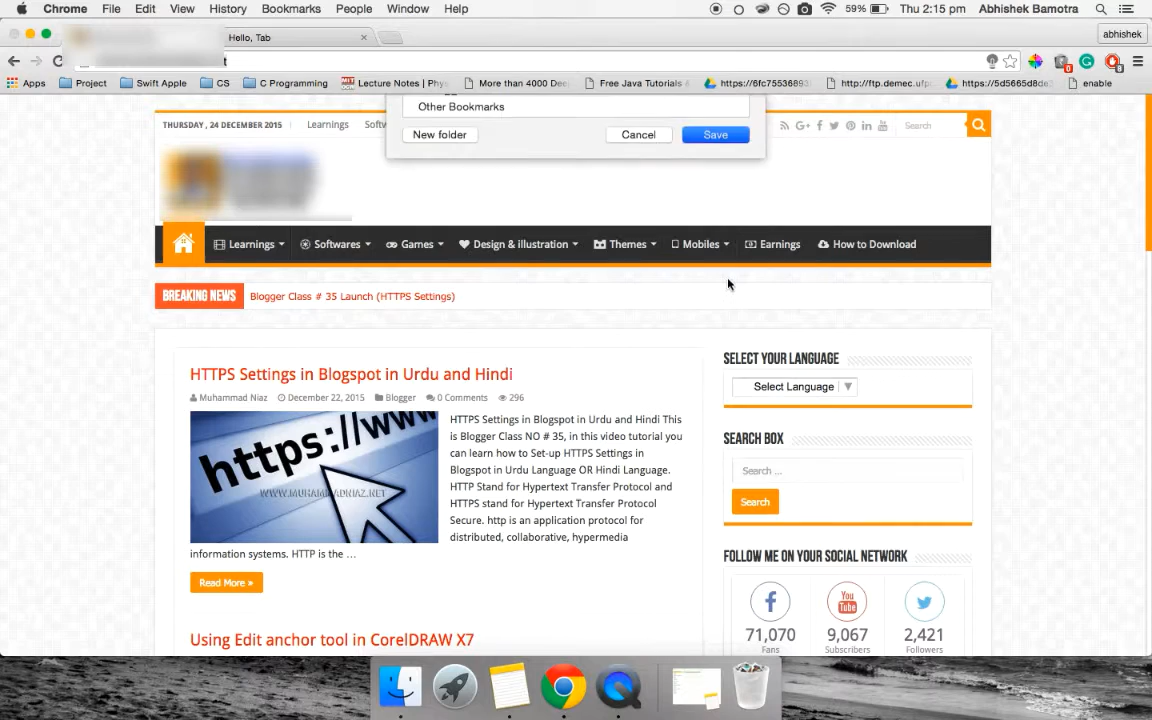 Chrome File Edit View History Bookmarks People Window Help 59% Thu 2:15 pm Abhishek Bamotra
Hello, Tab abhishek
Apps Project Swift Apple CS C Programming Lecture Notes | Phy More than 4000 Dee Free Java Tutorials & https://6fc7553689 http://ftp.demec.ufp https://5d5665d8de enable
Other Bookmarks
New folder Cancel Save
THURSDAY , 24 DECEMBER 2015 Learnings Softw Search
Learnings Softwares Games Design & illustration Themes Mobiles Earnings How to Download
BREAKING NEWS Blogger Class # 35 Launch (HTTPS Settings)
HTTPS Settings in Blogspot in Urdu and Hindi
Muhammad Niaz December 22, 2015 Blogger 0 Comments 296
https://www.
WWW.MUHAMMADNIAZ.NET
HTTPS Settings in Blogspot in Urdu and Hindi This
is Blogger Class NO # 35, in this video tutorial you
can learn how to Set-up HTTPS Settings in
Blogspot in Urdu Language OR Hindi Language.
HTTP Stand for Hypertext Transfer Protocol and
HTTPS stand for Hypertext Transfer Protocol
Secure. http is an application protocol for
distributed, collaborative, hypermedia
information systems. HTTP is the …
Read More »
Using Edit anchor tool in CorelDRAW X7
SELECT YOUR LANGUAGE
Select Language ▼
SEARCH BOX
Search ...
Search
FOLLOW ME ON YOUR SOCIAL NETWORK
You Tube
71,070 9,067 2,421
Fans Subscribers Followers